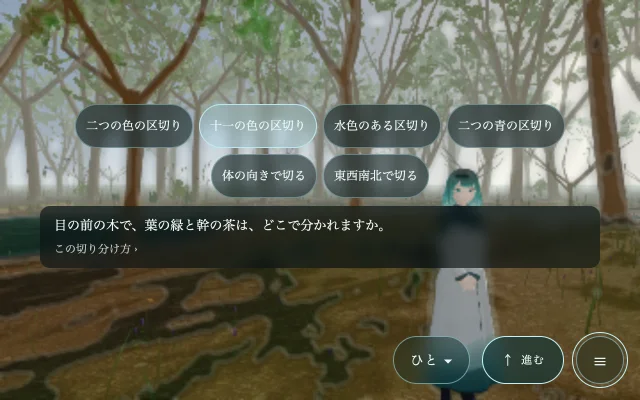 二つの色の区切り
十一の色の区切り
水色のある区切り
二つの青の区切り
体の向きで切る
東西南北で切る
目の前の木で、葉の緑と幹の茶は、どこで分かれますか。
この切り分け方 ›
ひと
↑ 進む